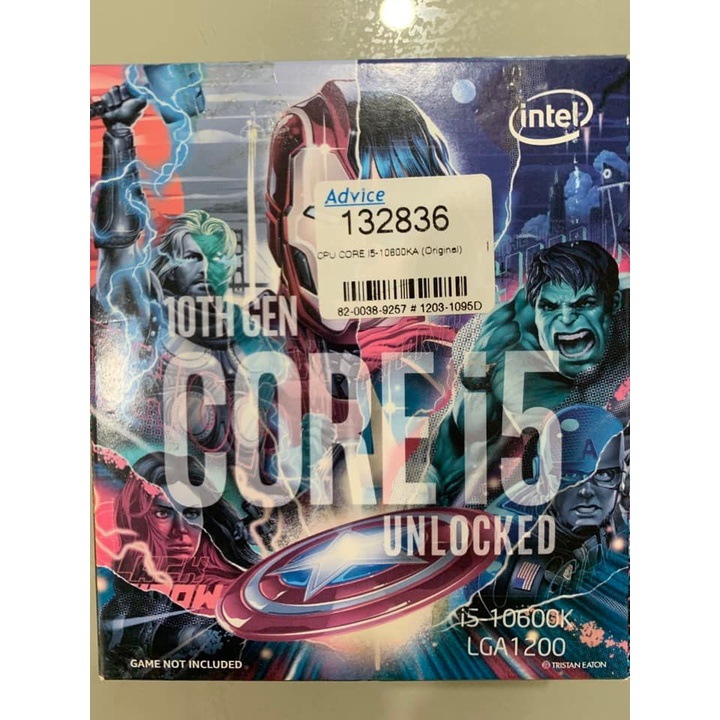 intel
Advice
132836
CPU CORE I5-10600KA (Original)
82-0038-9257 # 1203-1095D
10TH GEN
CORE i5
UNLOCKED
A
i5-10600K
LGA1200
GAME NOT INCLUDED
© TRISTAN EATON